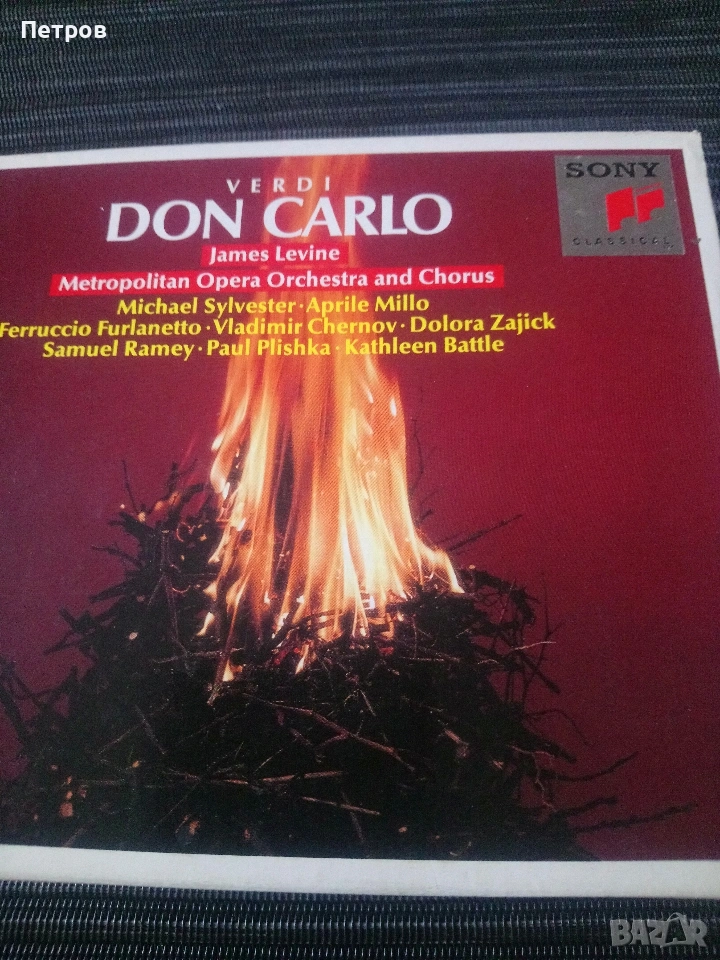 Петров
VERDI
DON CARLO
James Levine
Metropolitan Opera Orchestra and Chorus
Michael Sylvester · Aprile Millo
Ferruccio Furlanetto · Vladimir Chernov · Dolora Zajick
Samuel Ramey · Paul Plishka · Kathleen Battle
SONY
CLASSICAL
BAZAR